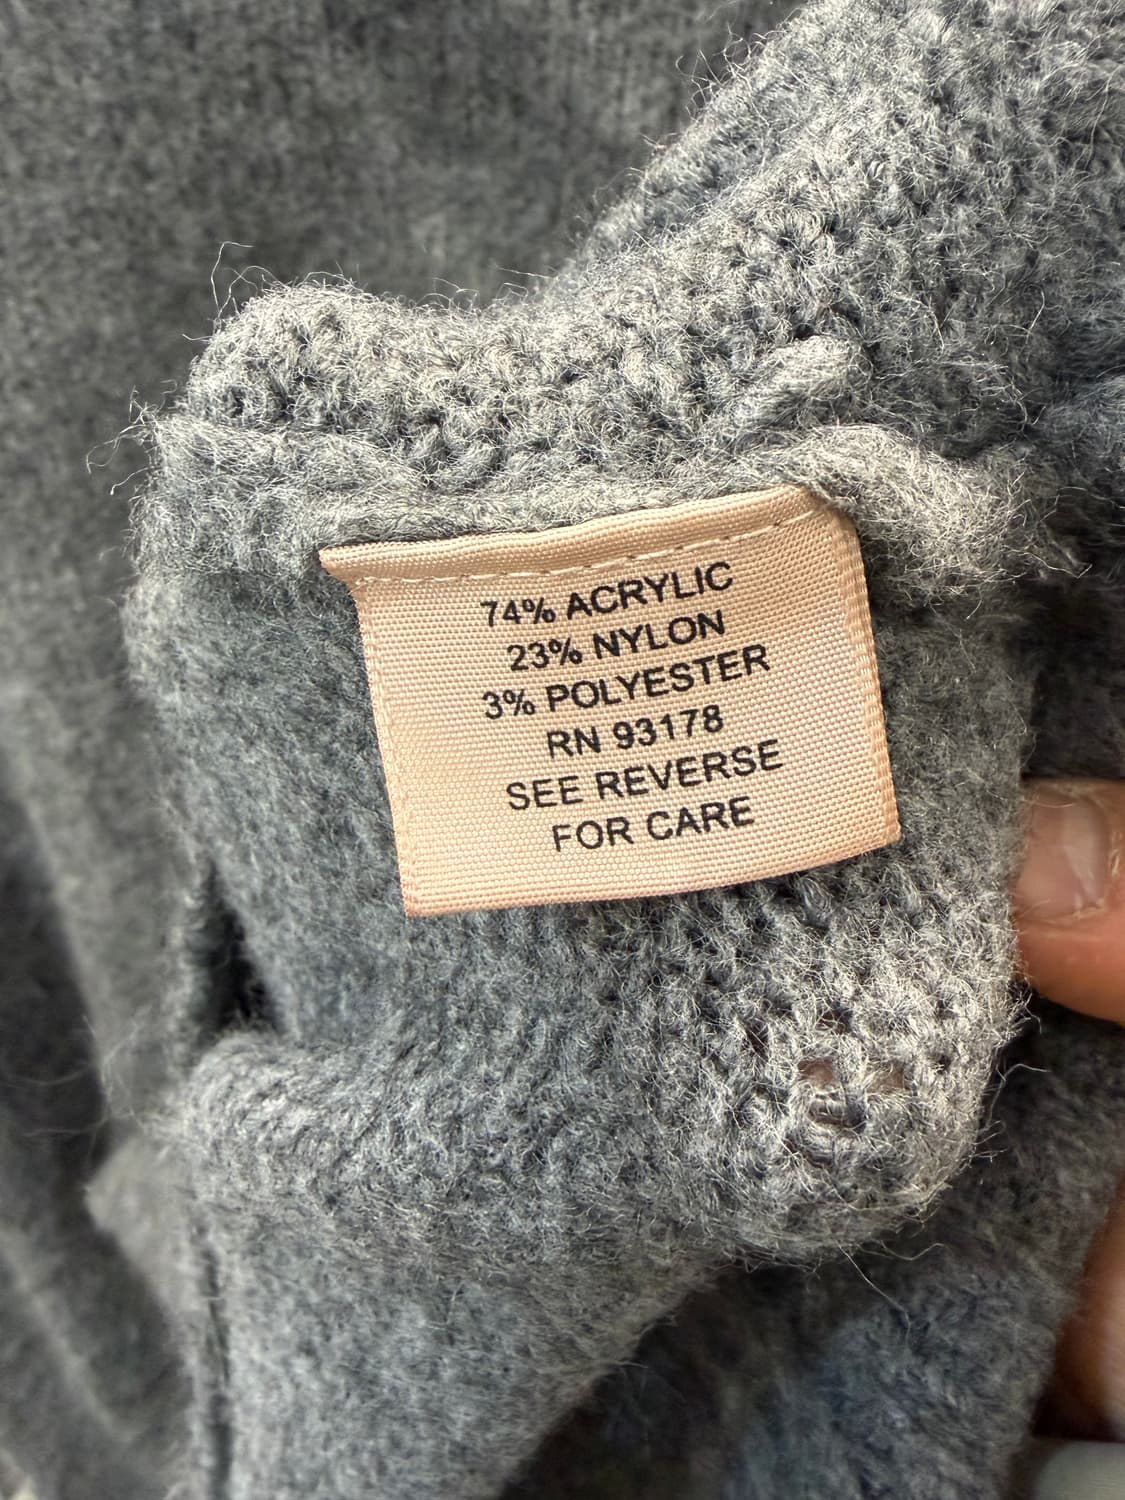 74% ACRYLIC
23% NYLON
3% POLYESTER
RN 93178
SEE REVERSE
FOR CARE